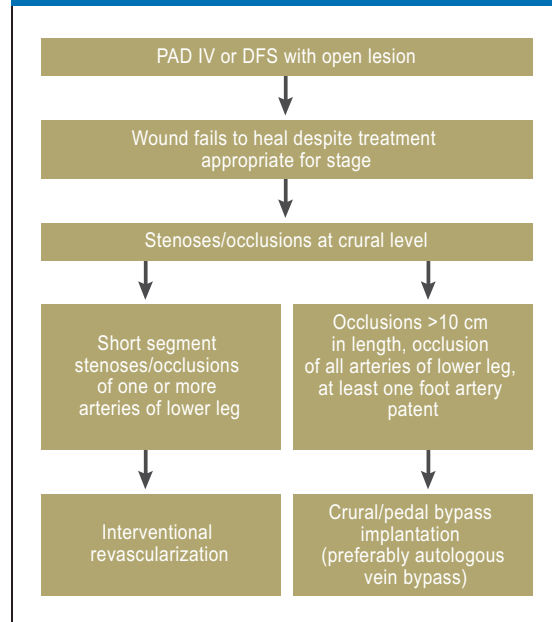 PAD IV or DFS with open lesion
Wound fails to heal despite treatment
appropriate for stage
Stenoses/occlusions at crural level
Short segment
stenoses/occlusions
of one or more
arteries of lower leg
Occlusions >10 cm
in length, occlusion
of all arteries of lower leg,
at least one foot artery
patent
Interventional
revascularization
Crural/pedal bypass
implantation
(preferably autologous
vein bypass)